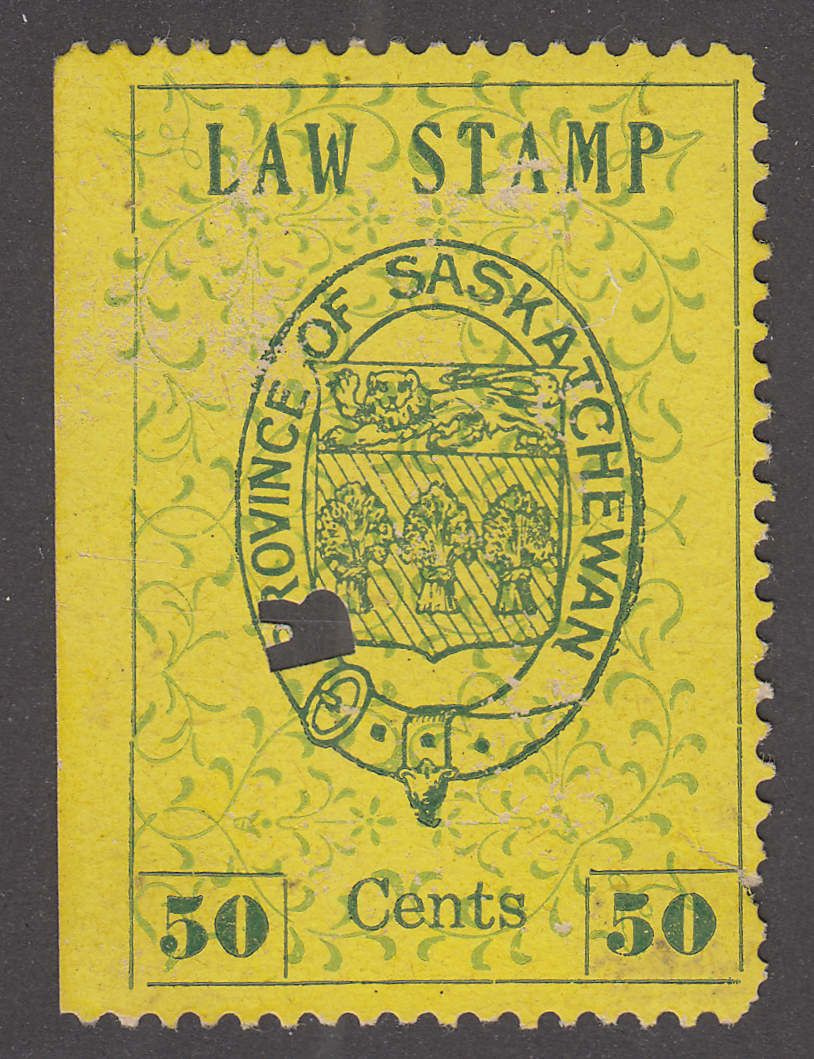 LAW STAMP
PROVINCE OF SASKATCHEWAN
50 Cents 50